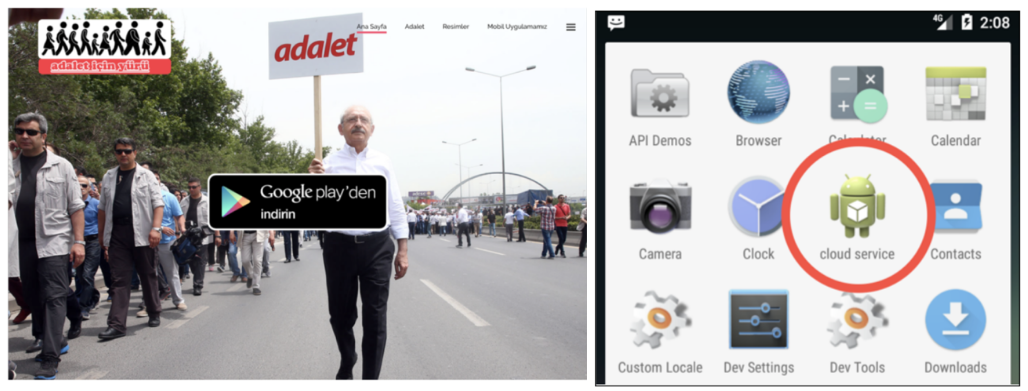 Ana Sayfa
Adalet
Resimler
Mobil Uygulamamız
adalet için yürü
adalet
Google play'den
indirin
4G
2:08
API Demos
Browser
Calculator
Calendar
Camera
Clock
cloud service
Contacts
Custom Locale
Dev Settings
Dev Tools
Downloads